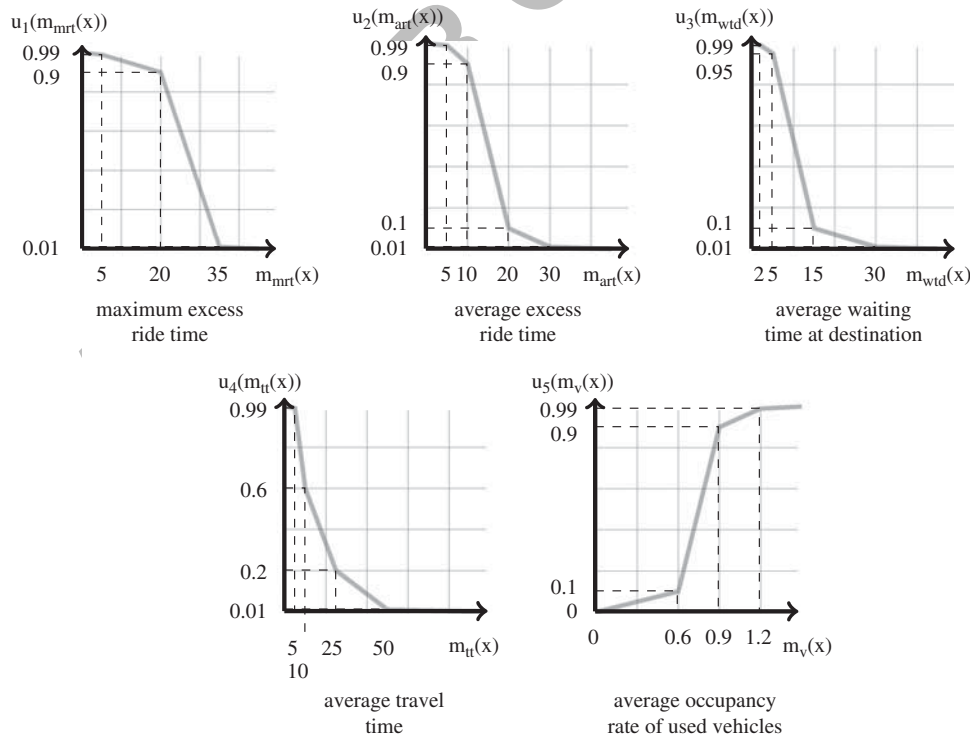 u1(mmrt(x))
0.99
0.9
0.01
5 20 35 mmrt(x)
maximum excess
ride time
u2(mart(x))
0.99
0.9
0.1
0.01
5 10 20 30 mart(x)
average excess
ride time
u3(mwtd(x))
0.99
0.95
0.1
0.01
2 5 15 30 mwtd(x)
average waiting
time at destination
u4(mtt(x))
0.99
0.6
0.2
0.01
5 25 50 mtt(x)
10
average travel
time
u5(mv(x))
0.99
0.9
0.1
0
0 0.6 0.9 1.2 mv(x)
average occupancy
rate of used vehicles